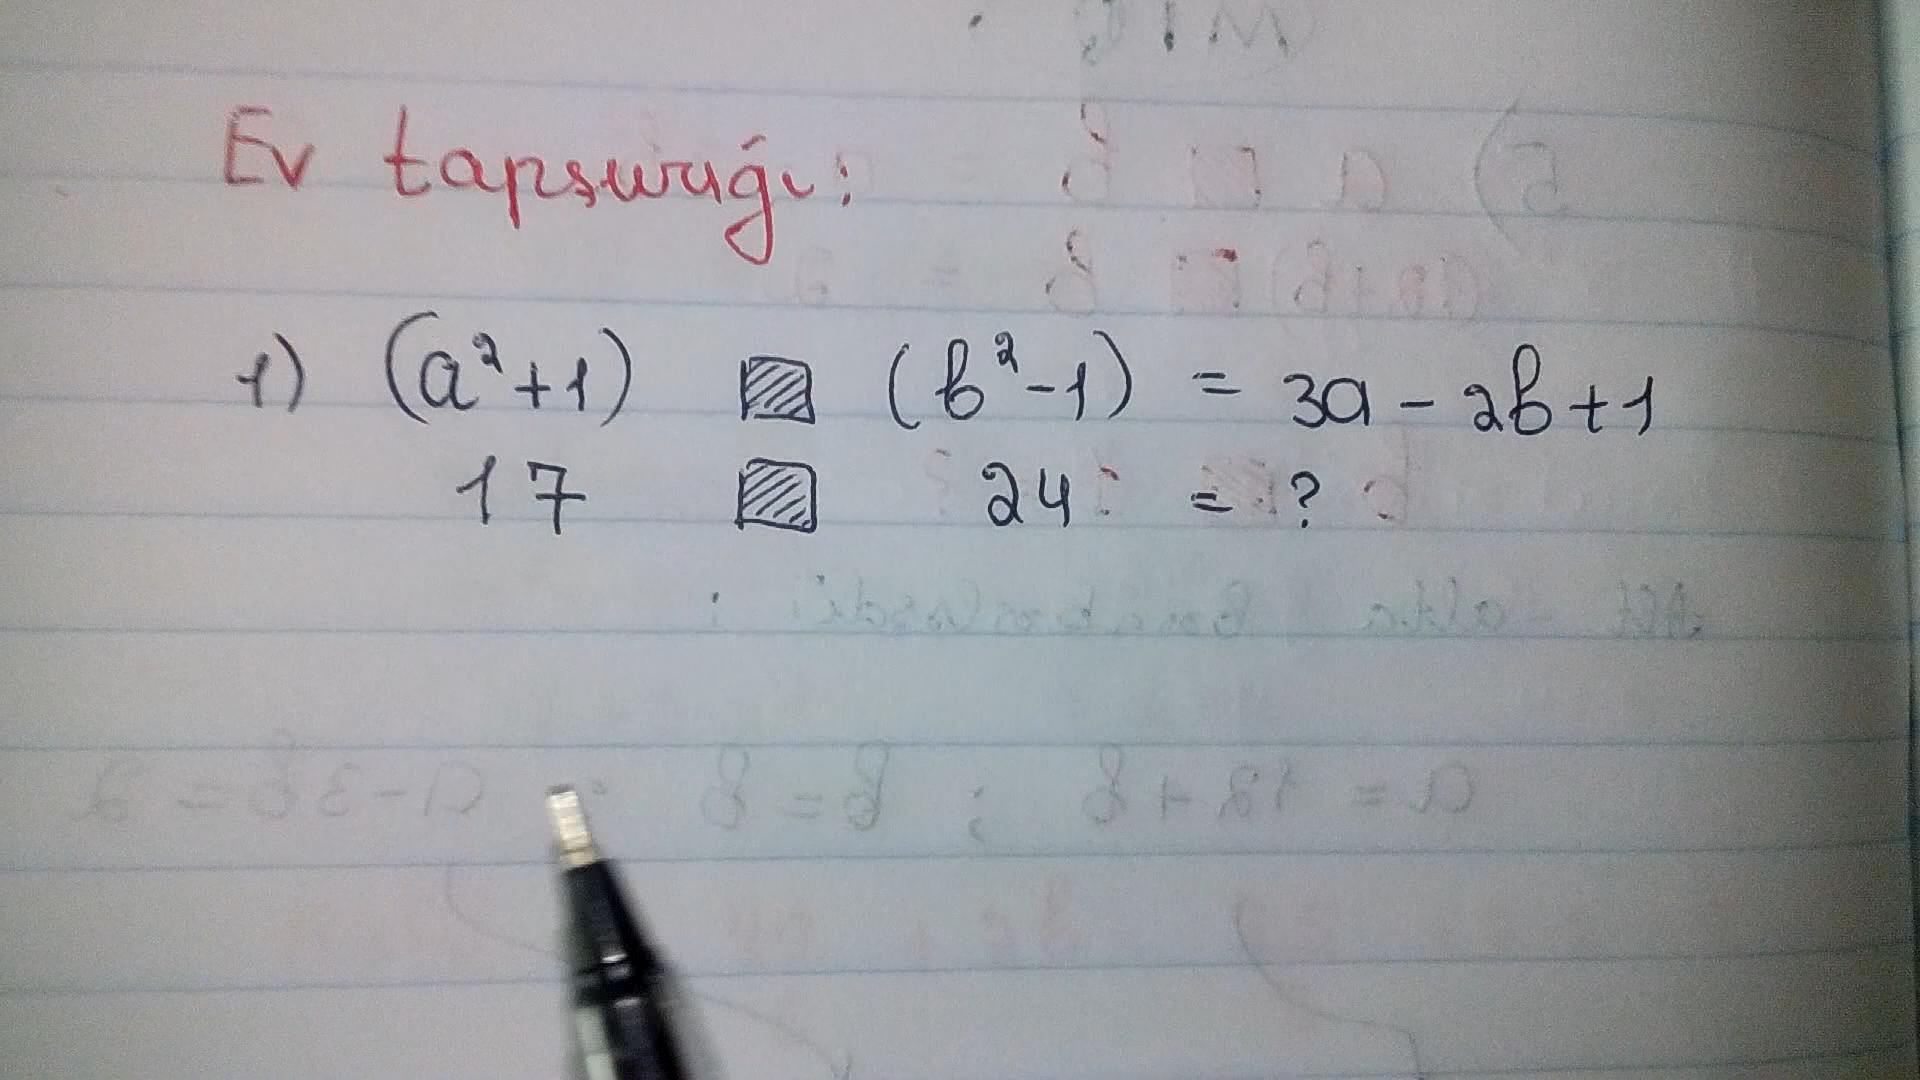 Ev tapşırığı:
1) (a²+1) ▨ (b²-1) = 3a - 2b + 1
17 ▨ 24 = ?